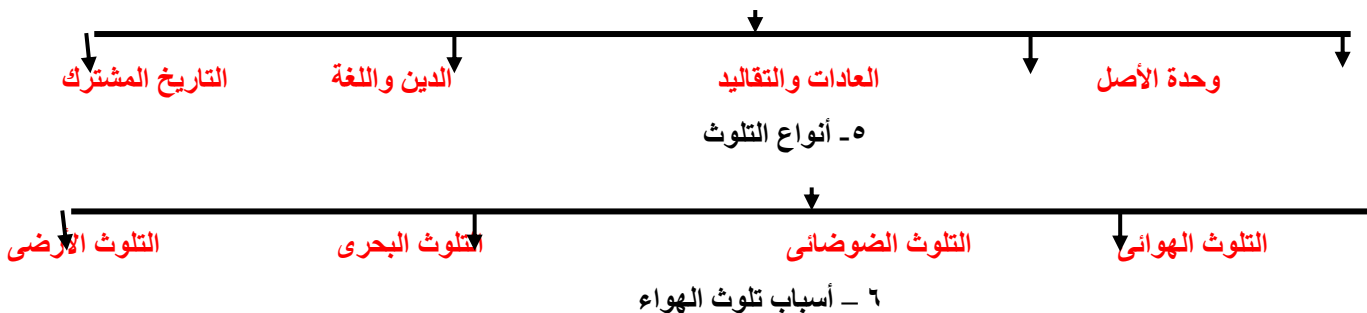 وحدة الأصل العادات والتقاليد الدين واللغة التاريخ المشترك
٥- أنواع التلوث
التلوث الهوائى التلوث الضوضائى التلوث البحرى التلوث الأرضى
٦ – أسباب تلوث الهواء